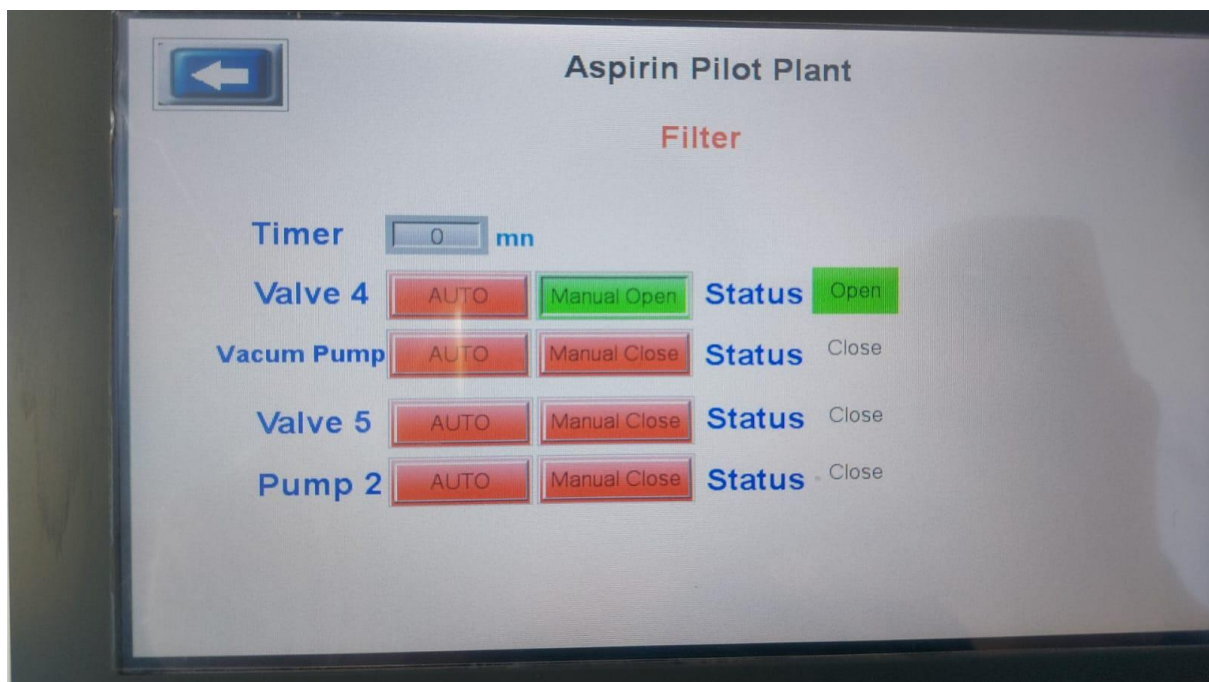 Aspirin Pilot Plant
Filter
Timer 0 mn
Valve 4 AUTO Manual Open Status Open
Vacum Pump AUTO Manual Close Status Close
Valve 5 AUTO Manual Close Status Close
Pump 2 AUTO Manual Close Status Close